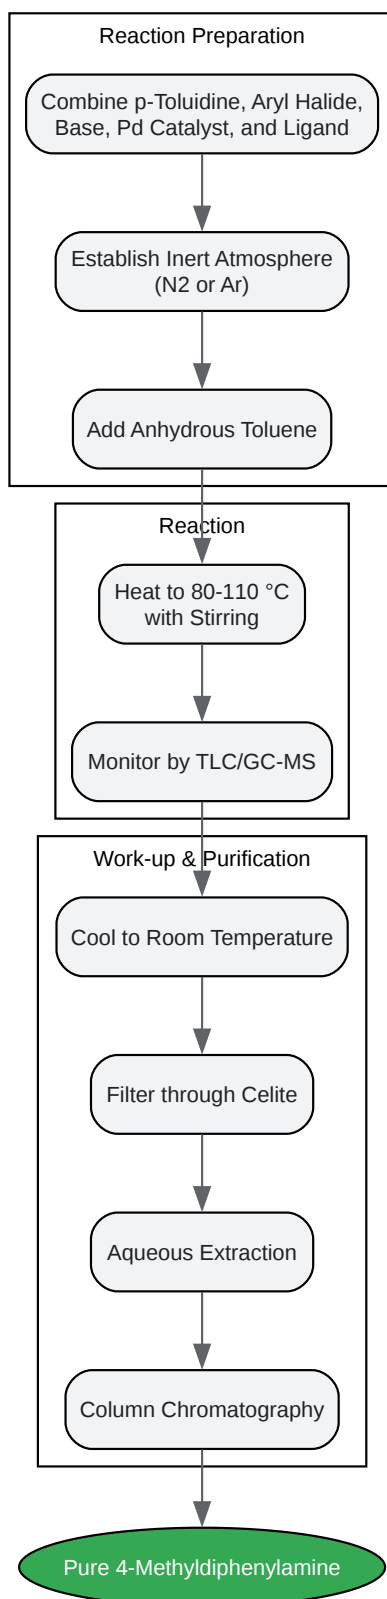 Reaction Preparation
Combine p-Toluidine, Aryl Halide,
Base, Pd Catalyst, and Ligand
Establish Inert Atmosphere
(N2 or Ar)
Add Anhydrous Toluene
Reaction
Heat to 80-110 °C
with Stirring
Monitor by TLC/GC-MS
Work-up & Purification
Cool to Room Temperature
Filter through Celite
Aqueous Extraction
Column Chromatography
Pure 4-Methyldiphenylamine